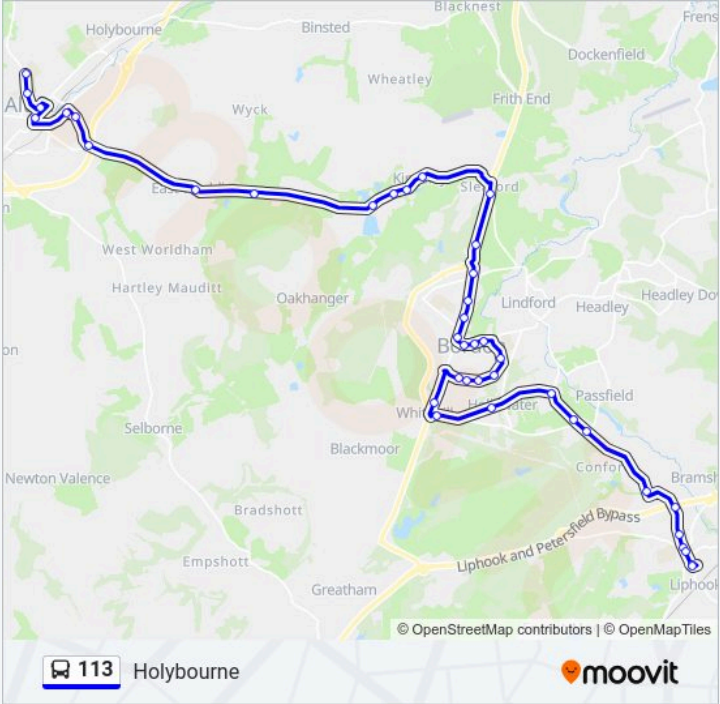 Blacknest
Frens
Holybourne
Binsted
Dockenfield
Wheatley
Frith End
Wyck
West Worldham
Hartley Mauditt
Oakhanger
Lindford
Headley
Headley Do
on
Passfield
Selborne
Blackmoor
Newton Valence
Bramsh
Bradshott
Liphook and Petersfield Bypass
Empshott
Greatham
Liphook
© OpenStreetMap contributors | © OpenMapTiles
113 Holybourne
moovit